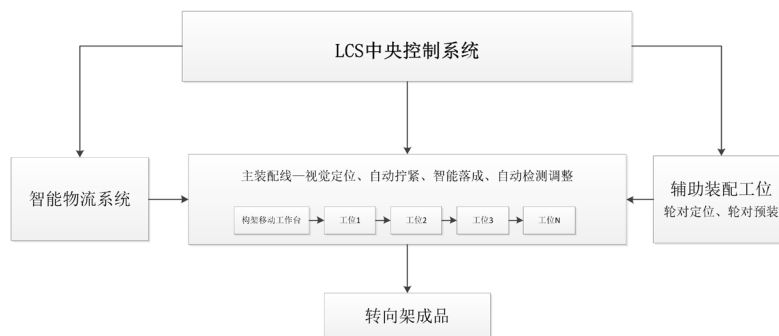 LCS中央控制系统
智能物流系统
主装配线—视觉定位、自动拧紧、智能落成、自动检测调整
构架移动工作台
工位1
工位2
工位3
工位N
辅助装配工位
轮对定位、轮对预装
转向架成品